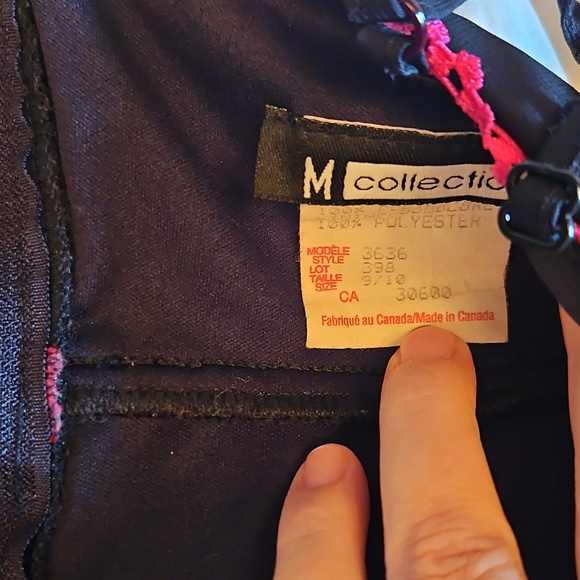 M collectio
100%
100% POLYESTER
MODÈLE
STYLE 3636
LOT 398
TAILLE
SIZE 9/10
CA 30600
Fabriqué au Canada/Made in Canada